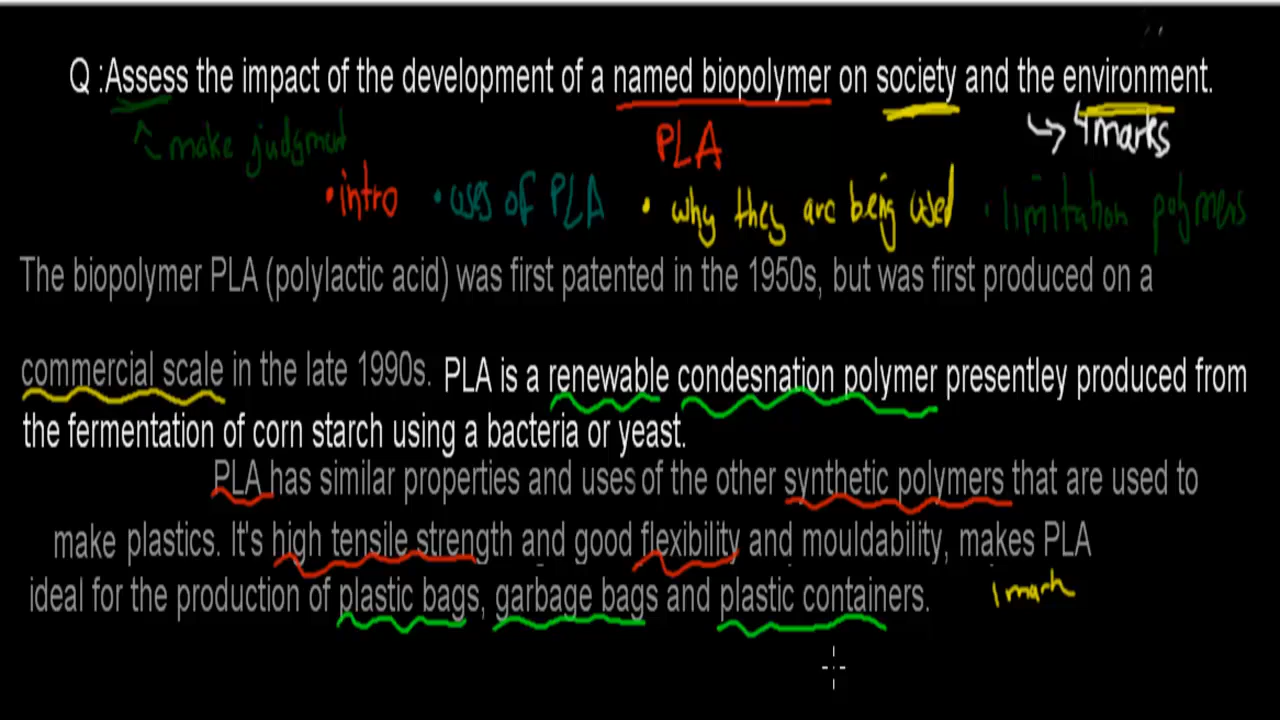 Q :Assess the impact of the development of a named biopolymer on society and the environment.
make judgment
PLA
4 marks
•intro •uses of PLA • why they are being used • limitation polymers
The biopolymer PLA (polylactic acid) was first patented in the 1950s, but was first produced on a
commercial scale in the late 1990s. PLA is a renewable condesnation polymer presentley produced from
the fermentation of corn starch using a bacteria or yeast.
PLA has similar properties and uses of the other synthetic polymers that are used to
make plastics. It's high tensile strength and good flexibility and mouldability, makes PLA
ideal for the production of plastic bags, garbage bags and plastic containers.
1 mark